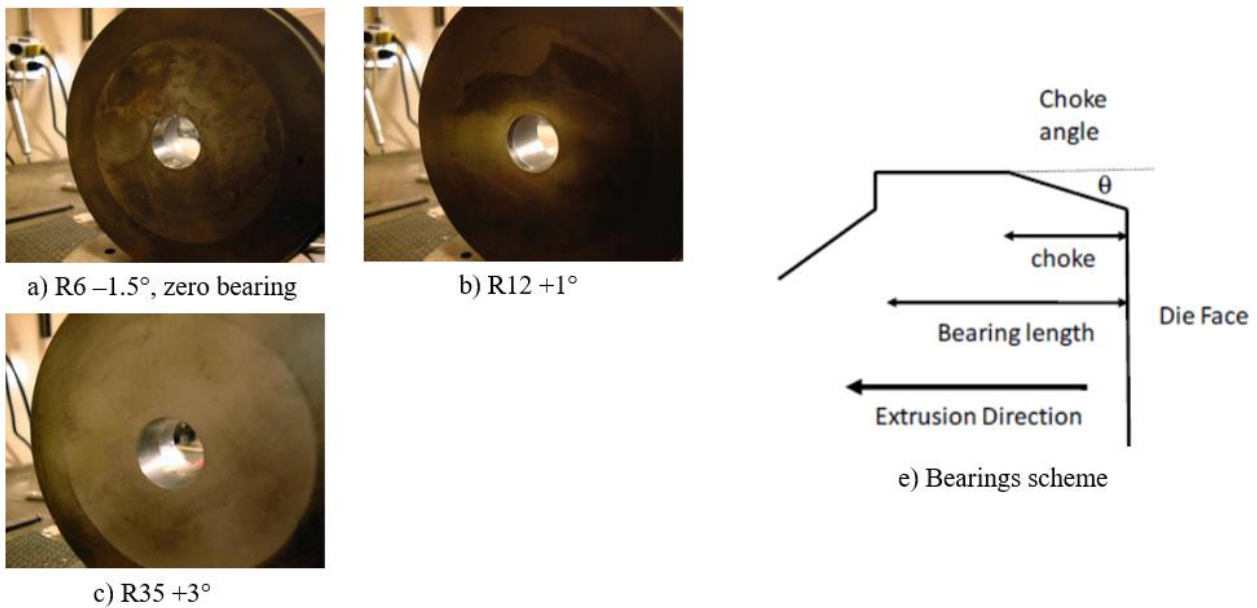 a) R6 –1.5°, zero bearing
b) R12 +1°
c) R35 +3°
Choke
angle
θ
choke
Bearing length
Die Face
Extrusion Direction
e) Bearings scheme